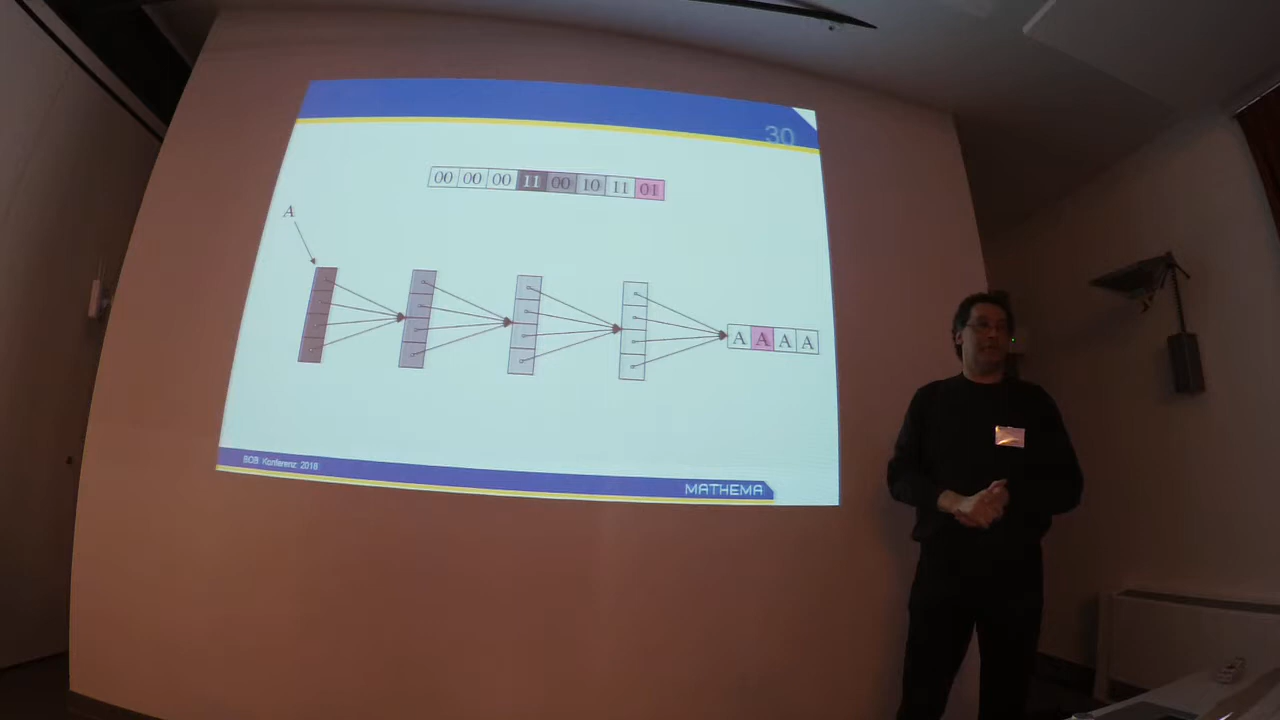 30
00 00 00 11 00 10 11 01
A
A A A A
BOB Konferenz 2018
MATHEMA